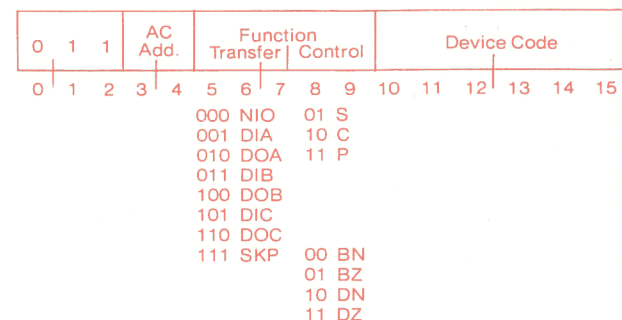 0 1 1 AC Add. Function Transfer Control Device Code
0 1 2 3 4 5 6 7 8 9 10 11 12 13 14 15
000 NIO 01 S
001 DIA 10 C
010 DOA 11 P
011 DIB
100 DOB
101 DIC
110 DOC
111 SKP 00 BN
01 BZ
10 DN
11 DZ